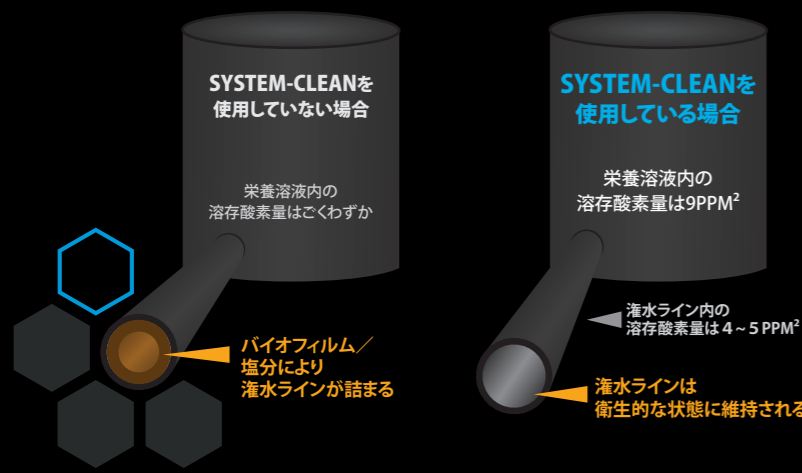 SYSTEM-CLEANを
使用していない場合
栄養溶液内の
溶存酸素量はごくわずか
バイオフィルム／
塩分により
潅水ラインが詰まる
SYSTEM-CLEANを
使用している場合
栄養溶液内の
溶存酸素量は9PPM²
潅水ライン内の
溶存酸素量は４～５PPM²
潅水ラインは
衛生的な状態に維持される